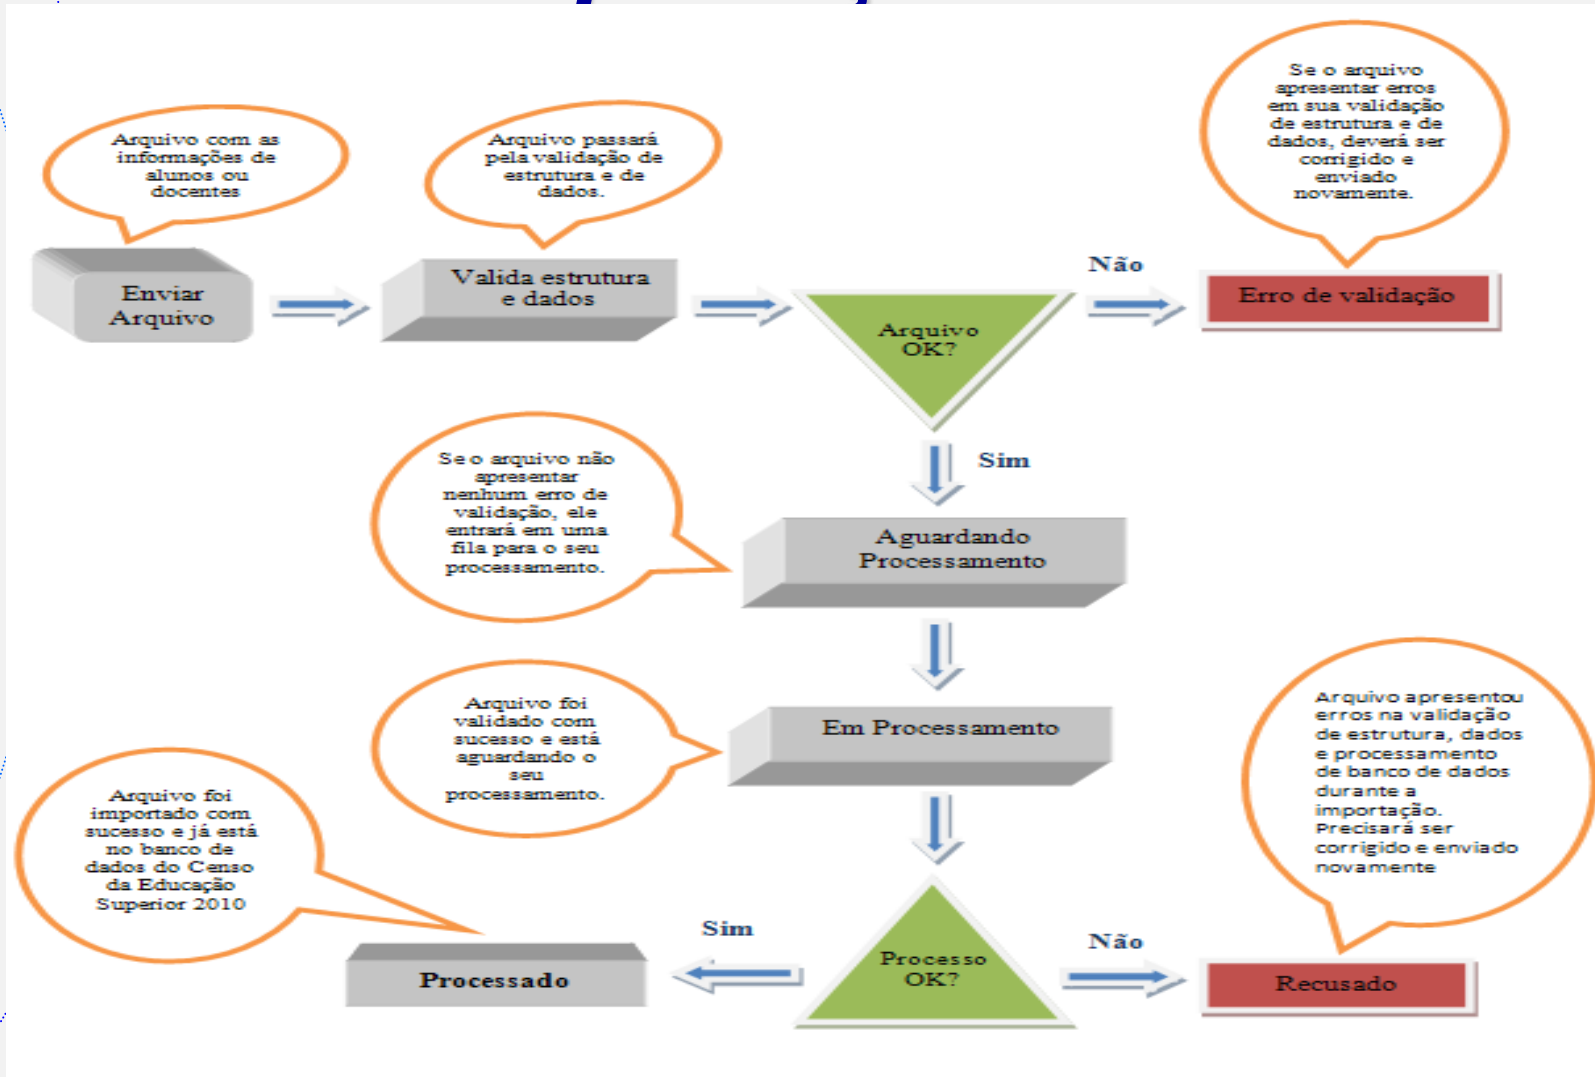 Arquivo com as
informações de
alunos ou
docentes
Arquivo passará
pela validação de
estrutura e de
dados.
Se o arquivo
apresentar erros
em sua validação
de estrutura e de
dados, deverá ser
corrigido e
enviado
novamente.
Enviar
Arquivo
Valida estrutura
e dados
Arquivo
OK?
Não
Erro de validação
Sim
Se o arquivo não
apresentar
nenhum erro de
validação, ele
entrará em uma
fila para o seu
processamento.
Aguardando
Processamento
Arquivo foi
validado com
sucesso e está
aguardando o
seu
processamento.
Em Processamento
Arquivo apresentou
erros na validação
de estrutura, dados
e processamento
de banco de dados
durante a
importação.
Precisará ser
corrigido e enviado
novamente
Arquivo foi
importado com
sucesso e já está
no banco de
dados do Censo
da Educação
Superior 2010
Processado
Sim
Processo
OK?
Não
Recusado